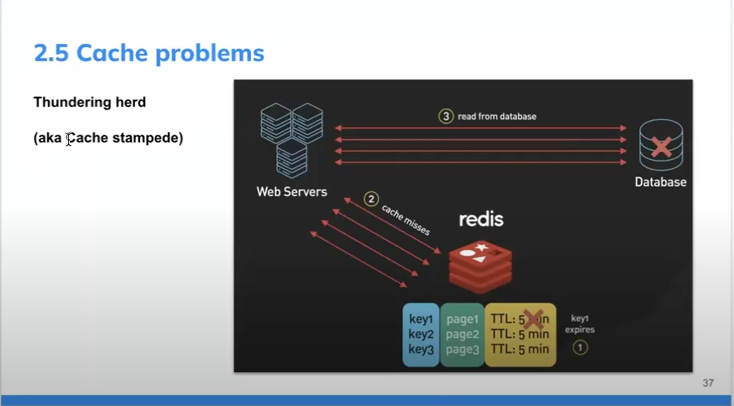 2.5 Cache problems
Thundering herd
(aka Cache stampede)
3 read from database
Web Servers
Database
2 cache misses
redis
key1 page1 TTL: 5 min
key2 page2 TTL: 5 min
key3 page3 TTL: 5 min
key1
expires
1
37